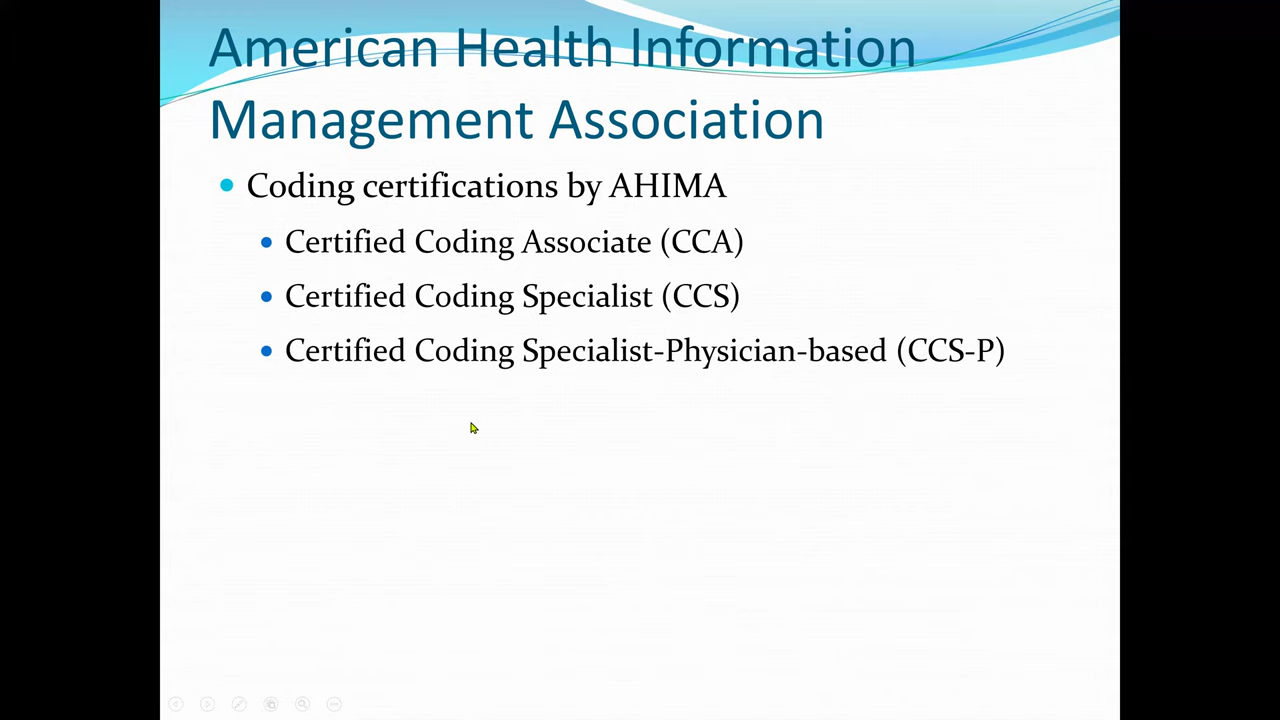 American Health Information
Management Association
Coding certifications by AHIMA
Certified Coding Associate (CCA)
Certified Coding Specialist (CCS)
Certified Coding Specialist-Physician-based (CCS-P)